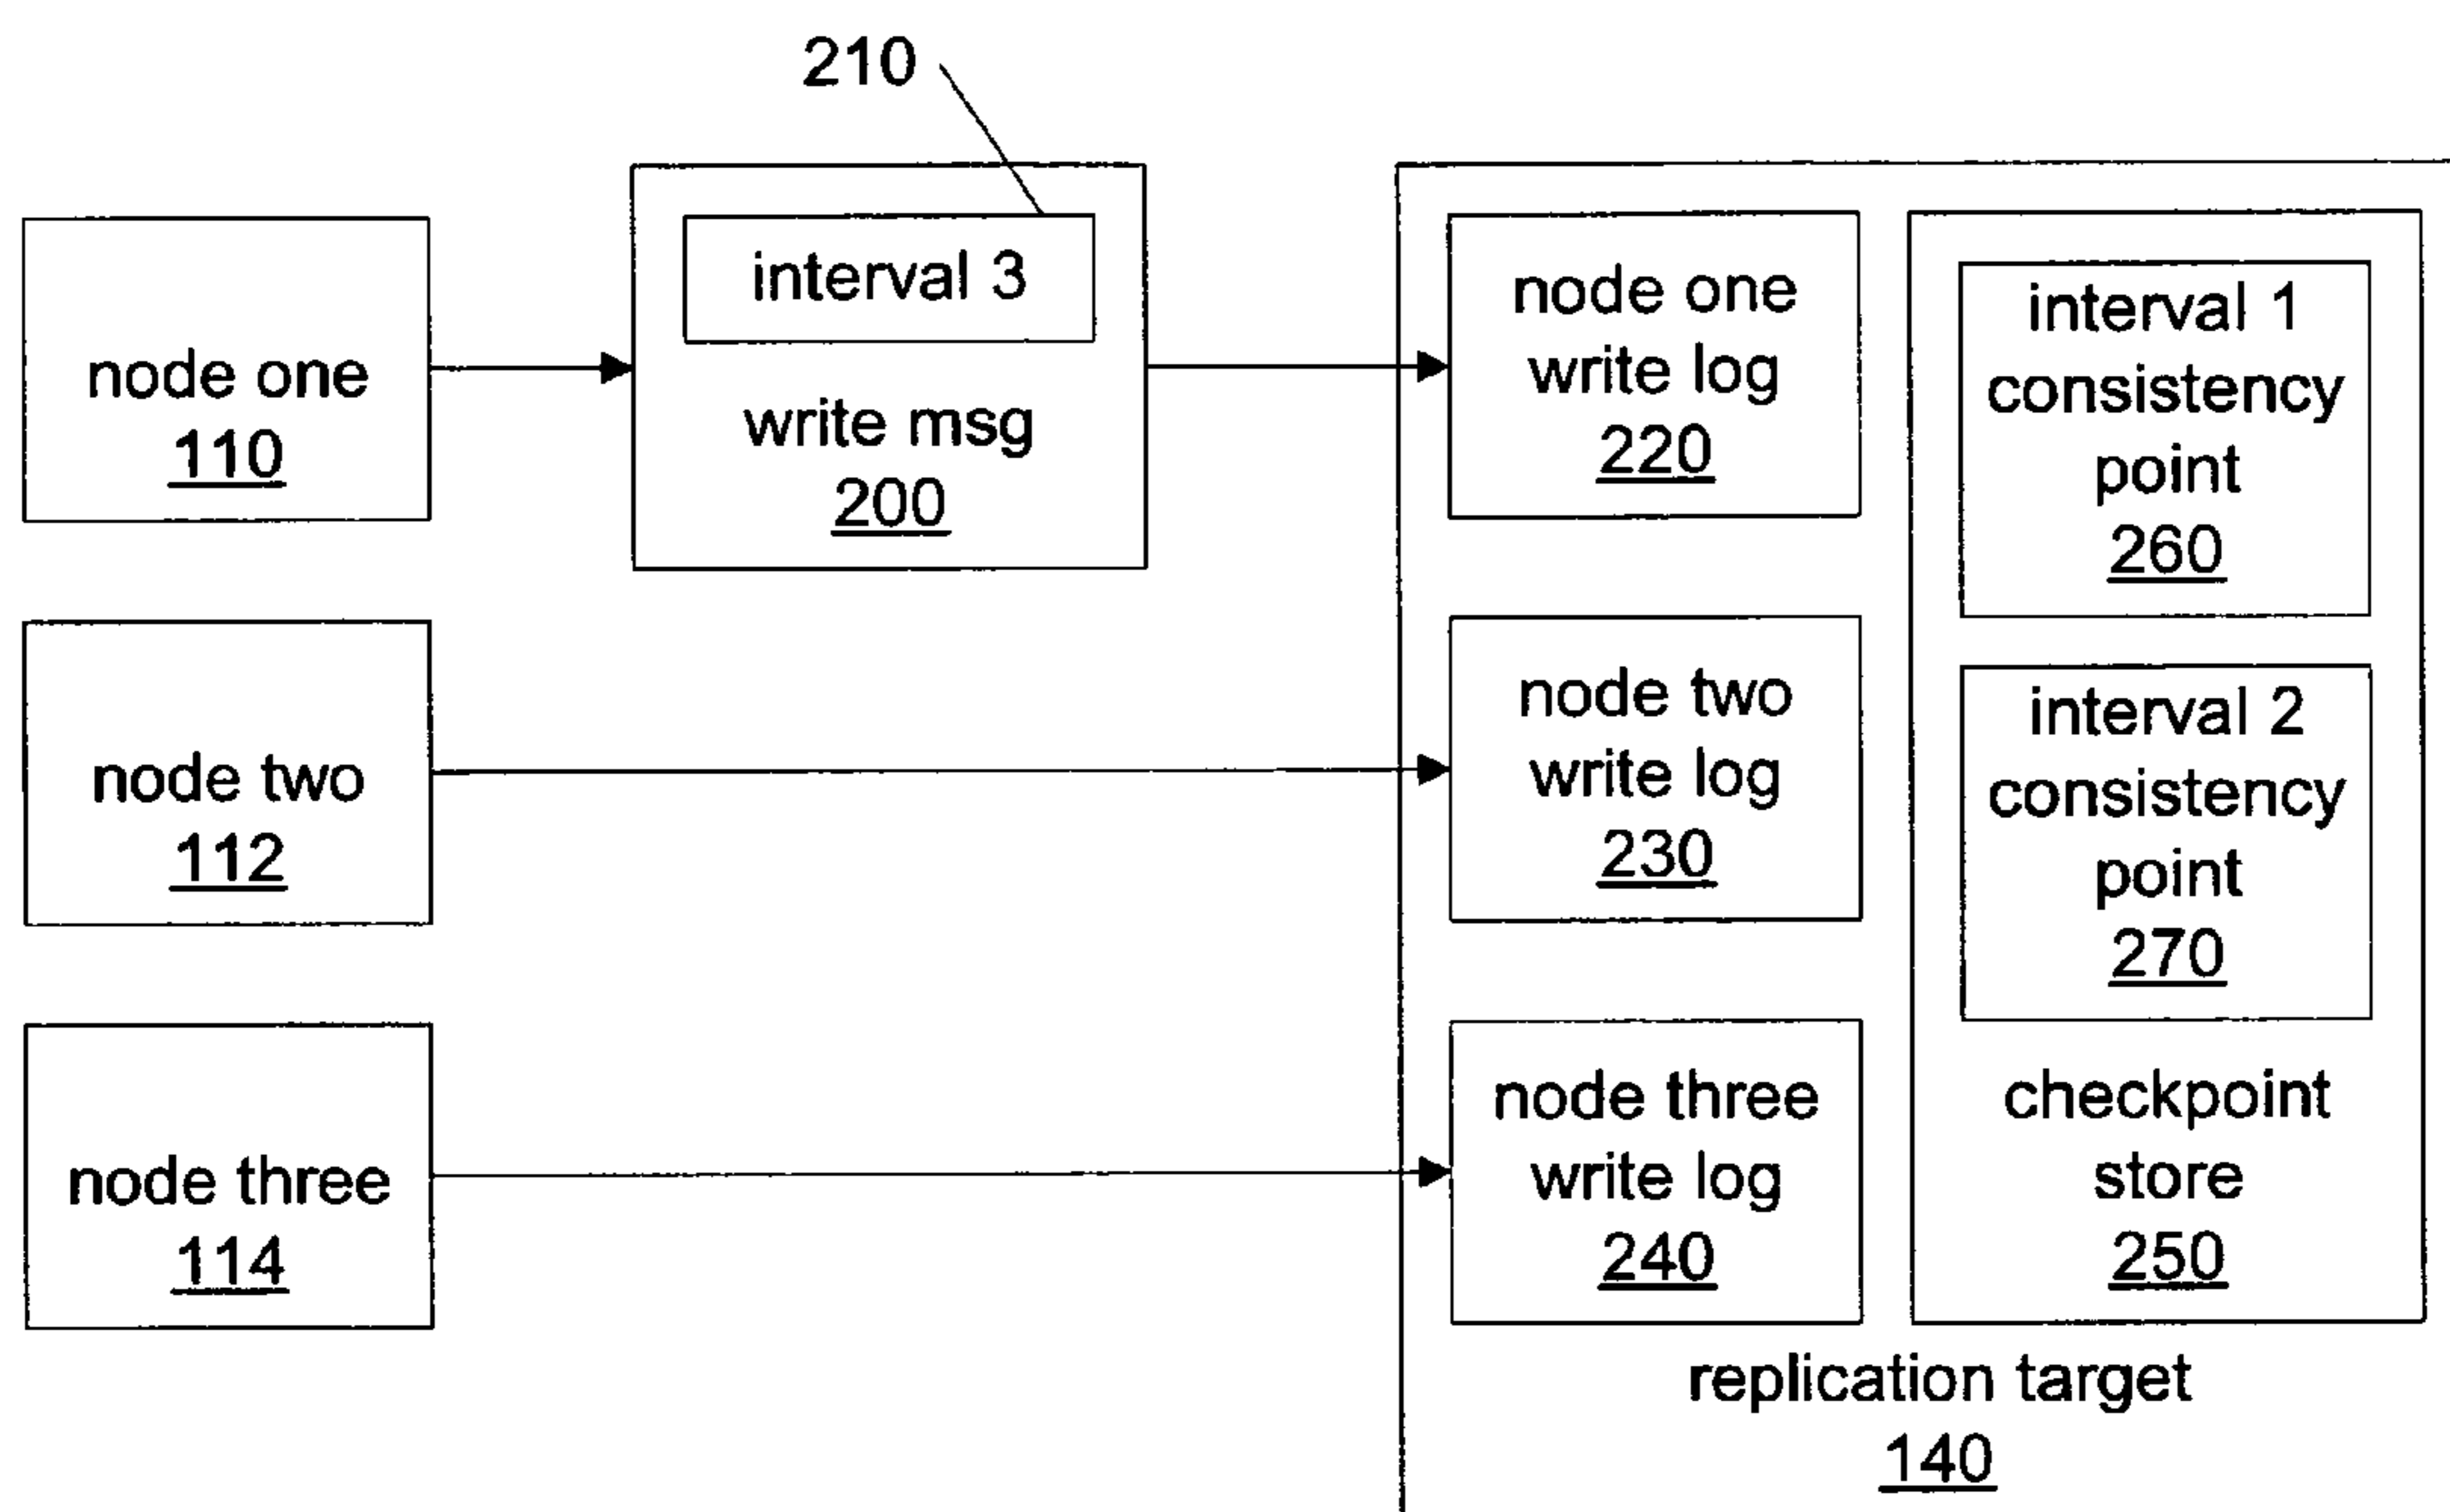 210
interval 3
write msg
200
node one
110
node two
112
node three
114
node one
write log
220
node two
write log
230
node three
write log
240
interval 1
consistency
point
260
interval 2
consistency
point
270
checkpoint
store
250
replication target
140